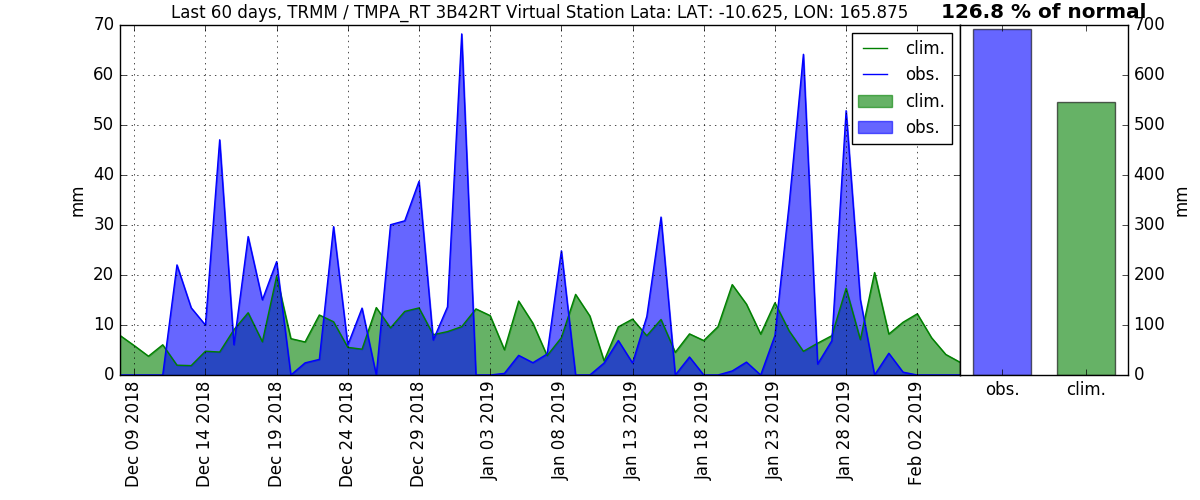 Last 60 days, TRMM / TMPA_RT 3B42RT Virtual Station Lata: LAT: -10.625, LON: 165.875
126.8 % of normal
70
60
50
40
30
20
10
0
mm
clim.
obs.
clim.
obs.
Dec 09 2018
Dec 14 2018
Dec 19 2018
Dec 24 2018
Dec 29 2018
Jan 03 2019
Jan 08 2019
Jan 13 2019
Jan 18 2019
Jan 23 2019
Jan 28 2019
Feb 02 2019
700
600
500
400
300
200
100
0
mm
obs.
clim.